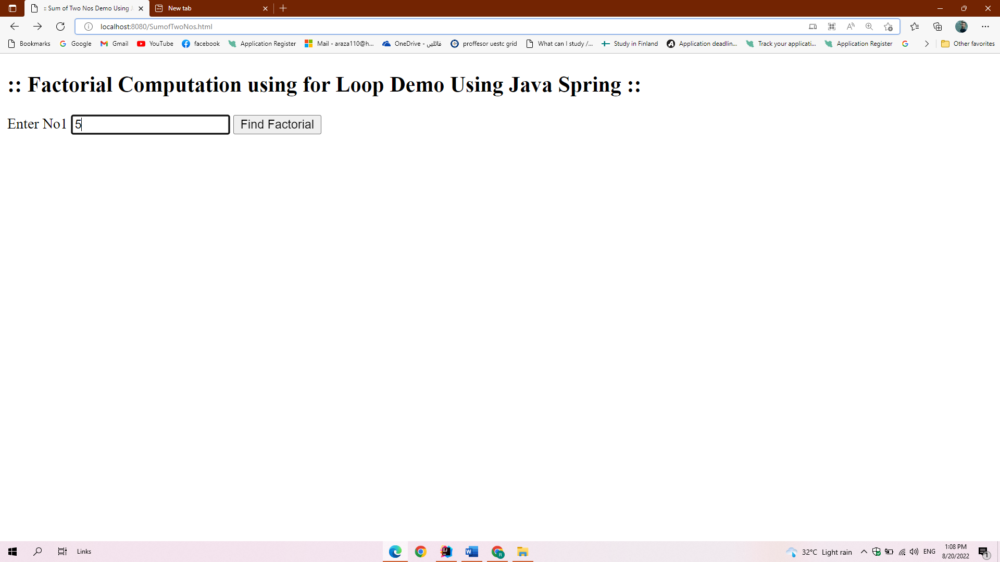 :: Sum of Two Nos Demo Using J
New tab
localhost:8080/SumofTwoNos.html
Bookmarks Google Gmail YouTube facebook Application Register Mail - araza110@h... OneDrive - فائلیں proffesor uestc grid What can I study /... Study in Finland Application deadlin... Track your applicati... Application Register Other favorites
:: Factorial Computation using for Loop Demo Using Java Spring ::
Enter No1 5 Find Factorial
Links 32°C Light rain ENG 1:08 PM
8/20/2022 1